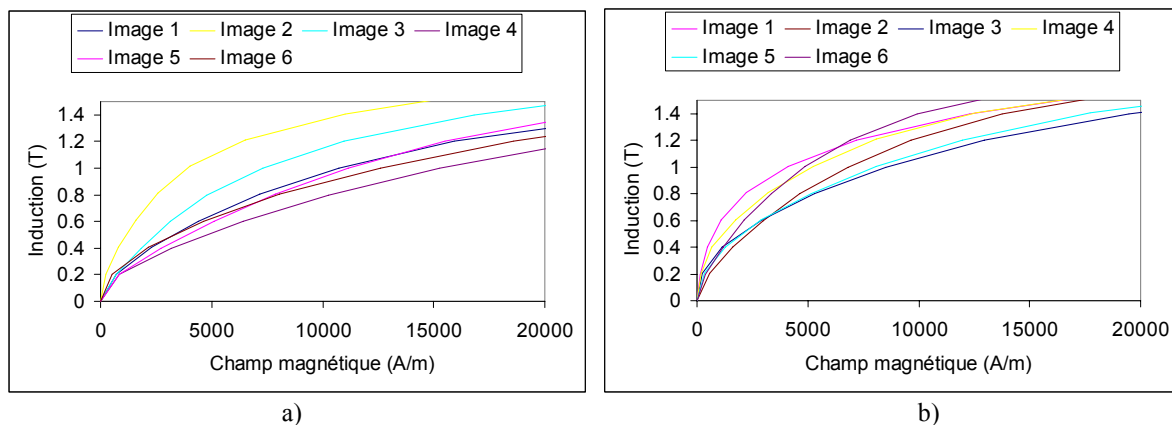 Image 1 Image 2 Image 3 Image 4
Image 5 Image 6
1.4
1.2
1
0.8
0.6
0.4
0.2
0
Induction (T)
0 5000 10000 15000 20000
Champ magnétique (A/m)
a)
Image 1 Image 2 Image 3 Image 4
Image 5 Image 6
1.4
1.2
1
0.8
0.6
0.4
0.2
0
Induction (T)
0 5000 10000 15000 20000
Champ magnétique (A/m)
b)